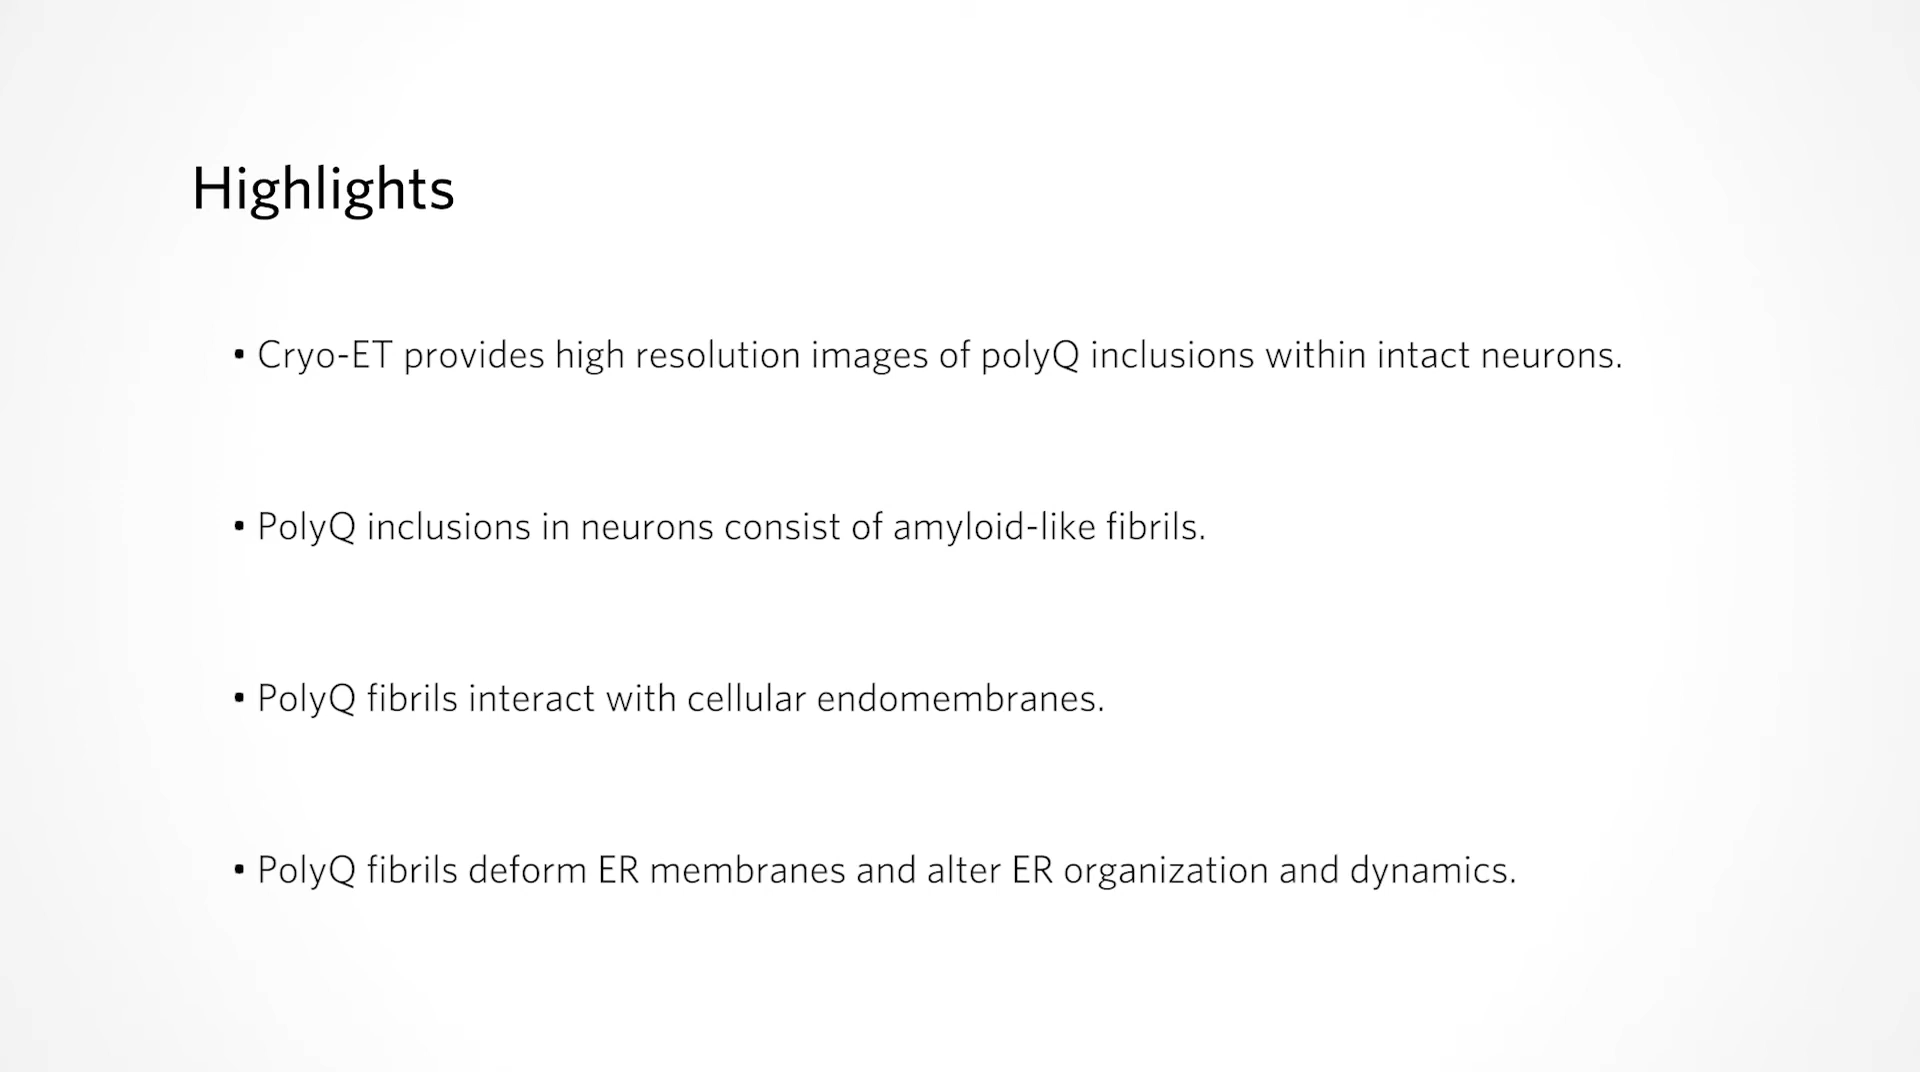 Highlights
• Cryo-ET provides high resolution images of polyQ inclusions within intact neurons.
• PolyQ inclusions in neurons consist of amyloid-like fibrils.
• PolyQ fibrils interact with cellular endomembranes.
• PolyQ fibrils deform ER membranes and alter ER organization and dynamics.